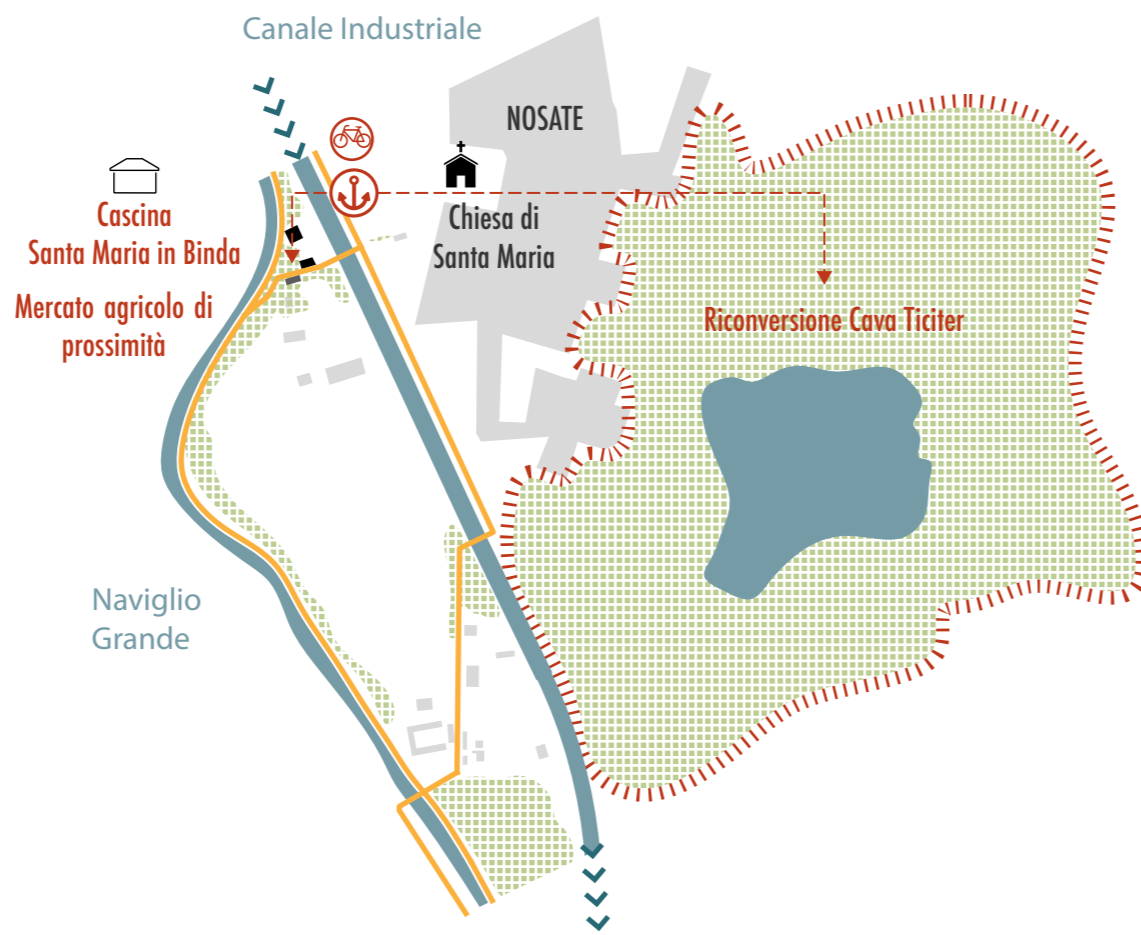 Canale Industriale
NOSATE
Cascina
Santa Maria in Binda
Mercato agricolo di
prossimità
Chiesa di
Santa Maria
Riconversione Cava Ticiter
Naviglio
Grande